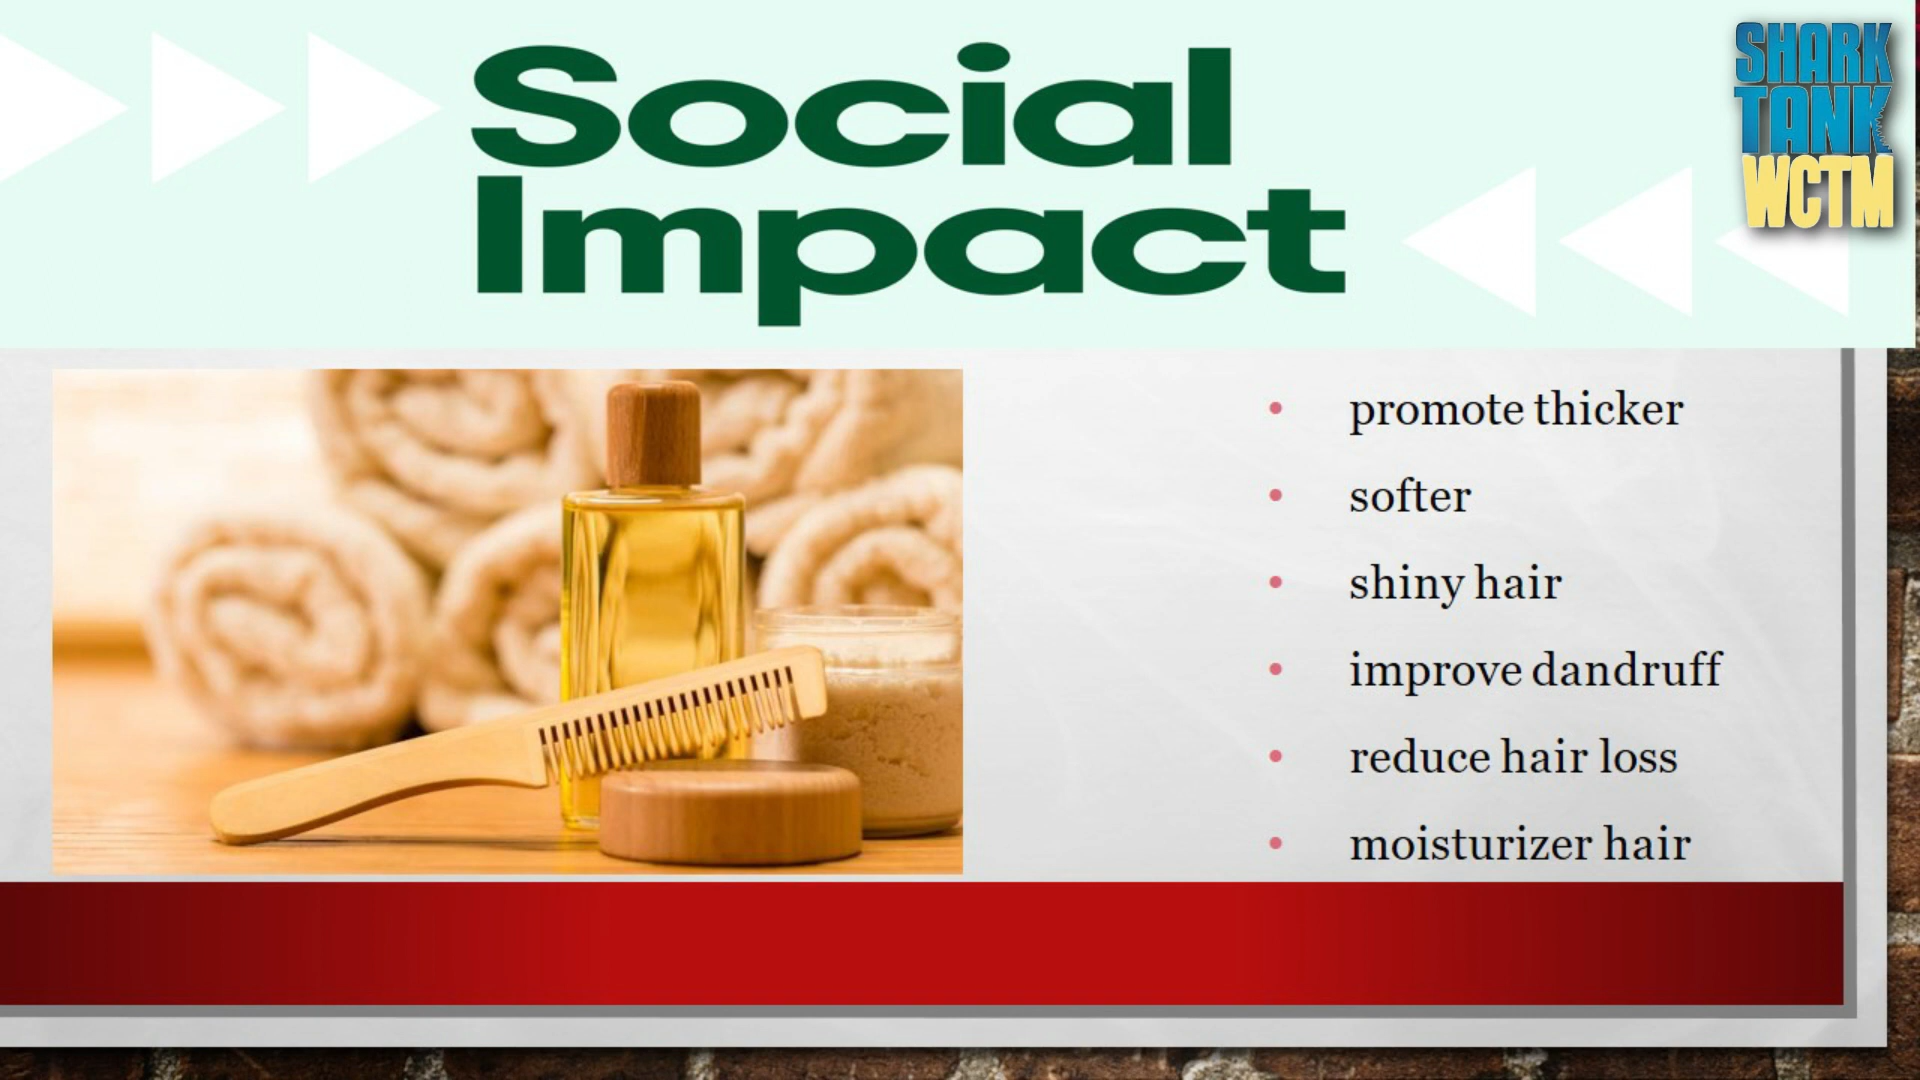 Social
Impact
SHARK
TANK
WCTM
• promote thicker
• softer
• shiny hair
• improve dandruff
• reduce hair loss
• moisturizer hair